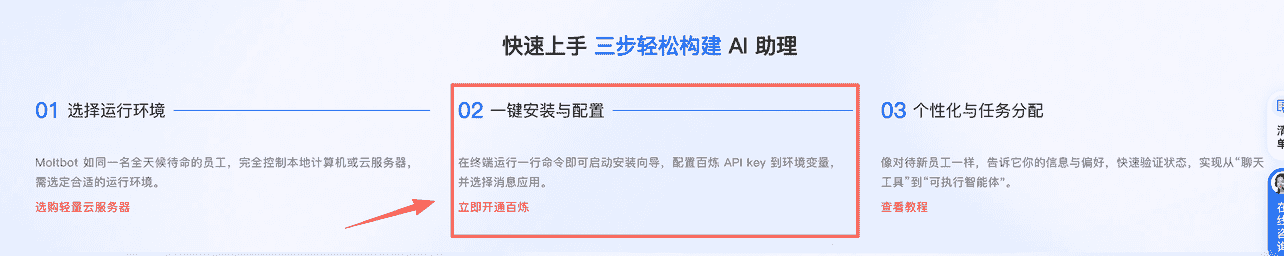 快速上手 三步轻松构建 AI 助理
01 选择运行环境
Moltbot 如同一名全天候待命的员工，完全控制本地计算机或云服务器，
需选定合适的运行环境。
选购轻量云服务器
02 一键安装与配置
在终端运行一行命令即可启动安装向导，配置百炼 API key 到环境变量，
并选择消息应用。
立即开通百炼
03 个性化与任务分配
像对待新员工一样，告诉它你的信息与偏好，快速验证状态，实现从“聊天
工具”到“可执行智能体”。
查看教程
单
在
线
咨
询